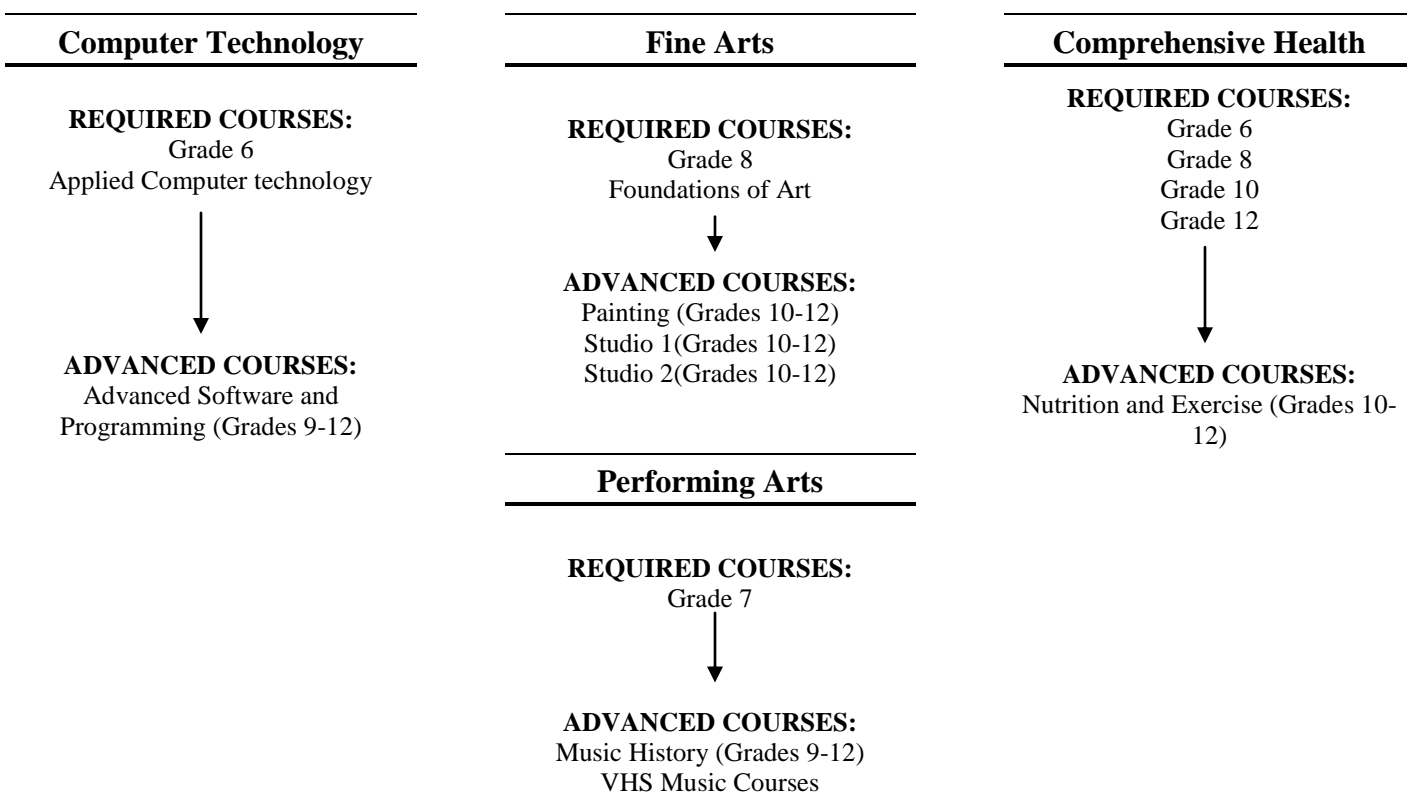 Computer Technology
REQUIRED COURSES:
Grade 6
Applied Computer technology
ADVANCED COURSES:
Advanced Software and
Programming (Grades 9-12)
Fine Arts
REQUIRED COURSES:
Grade 8
Foundations of Art
ADVANCED COURSES:
Painting (Grades 10-12)
Studio 1(Grades 10-12)
Studio 2(Grades 10-12)
Performing Arts
REQUIRED COURSES:
Grade 7
ADVANCED COURSES:
Music History (Grades 9-12)
VHS Music Courses
Comprehensive Health
REQUIRED COURSES:
Grade 6
Grade 8
Grade 10
Grade 12
ADVANCED COURSES:
Nutrition and Exercise (Grades 10-
12)